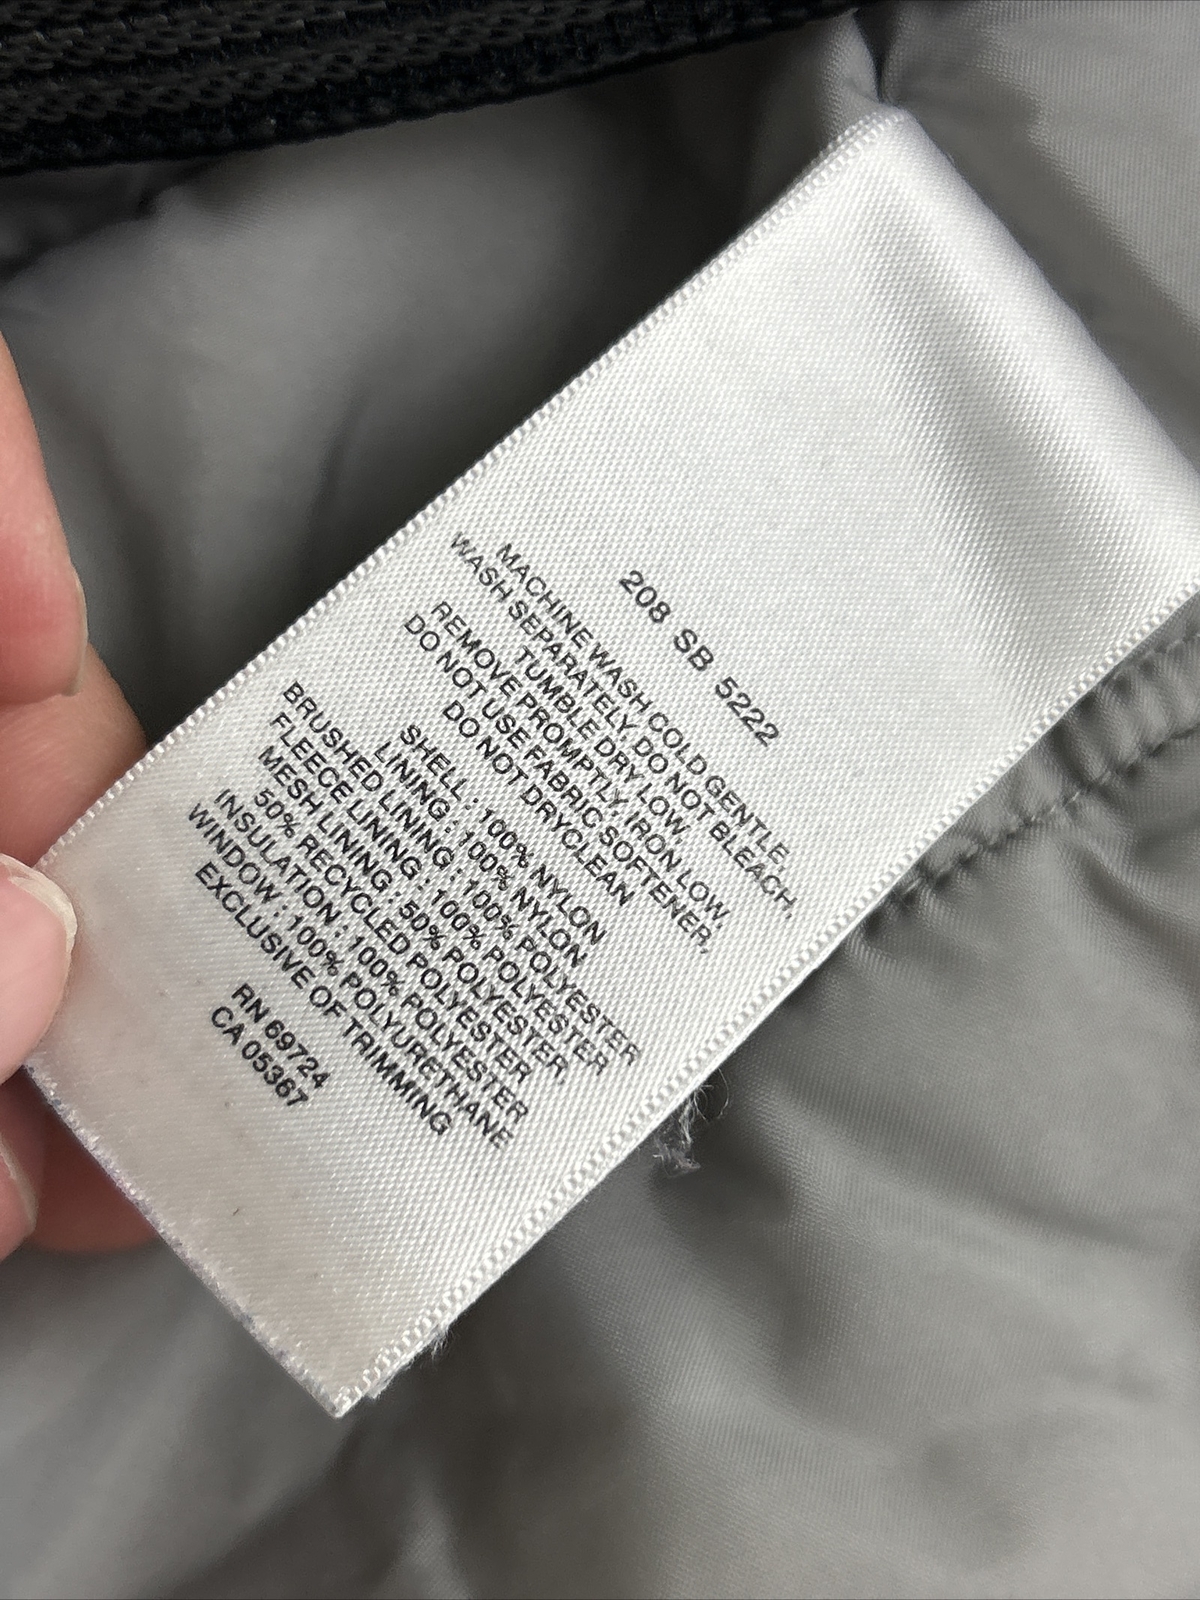 208 SB 5222
MACHINE WASH COLD GENTLE,
WASH SEPARATELY, DO NOT BLEACH,
TUMBLE DRY LOW,
REMOVE PROMPTLY, IRON LOW,
DO NOT USE FABRIC SOFTENER,
DO NOT DRYCLEAN
SHELL : 100% NYLON
LINING : 100% NYLON
BRUSHED LINING : 100% POLYESTER
FLEECE LINING : 100% POLYESTER
MESH LINING : 50% POLYESTER,
50% RECYCLED POLYESTER,
INSULATION : 100% POLYESTER
WINDOW : 100% POLYURETHANE
EXCLUSIVE OF TRIMMING
RN 69724
CA 05367